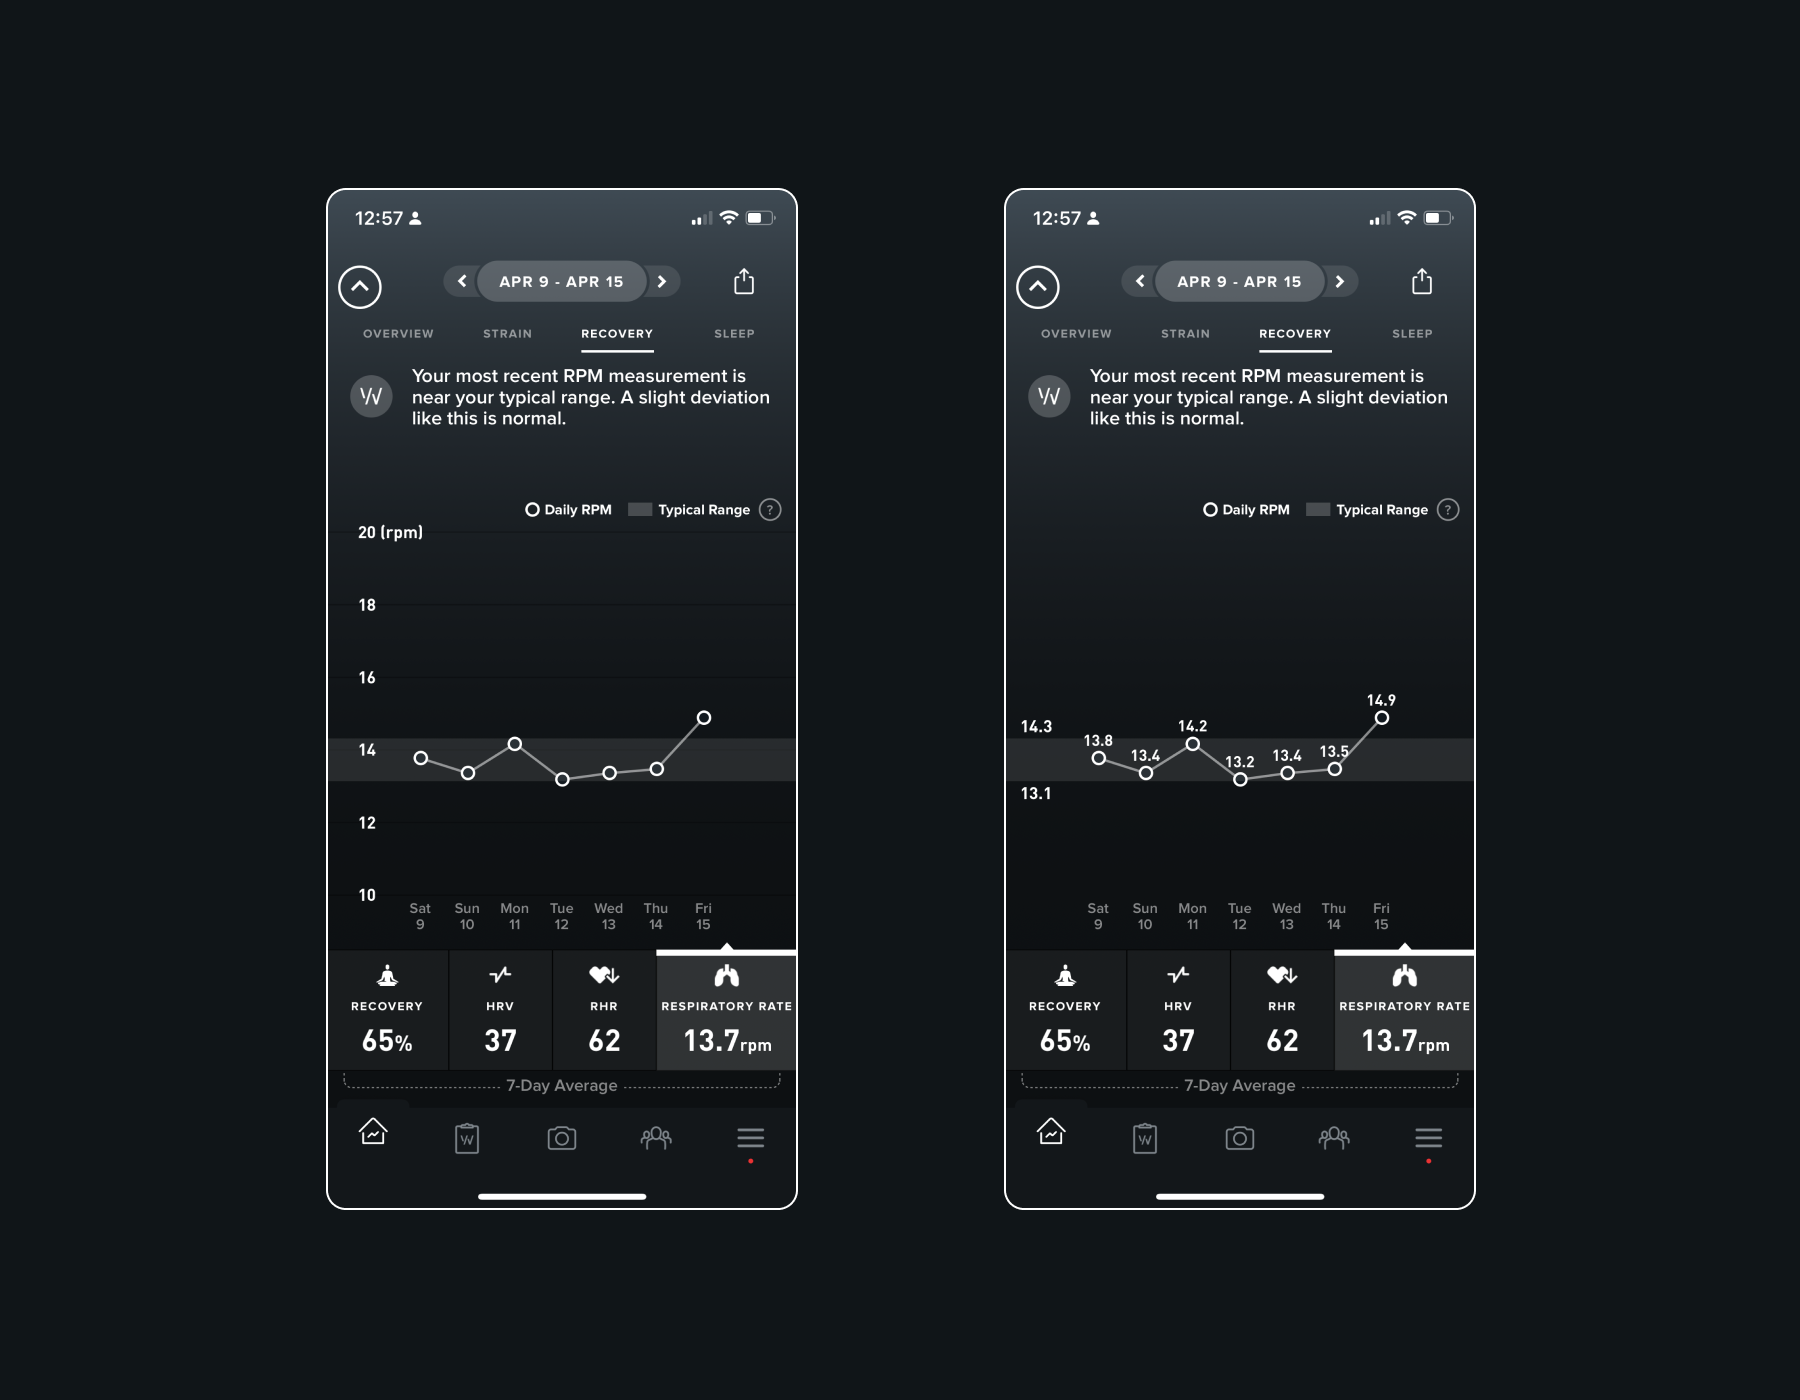 12:57
APR 9 - APR 15
OVERVIEW STRAIN RECOVERY SLEEP
Your most recent RPM measurement is
near your typical range. A slight deviation
like this is normal.
Daily RPM Typical Range ?
20 (rpm)
18
16
14
12
10
Sat Sun Mon Tue Wed Thu Fri
9 10 11 12 13 14 15
RECOVERY HRV RHR RESPIRATORY RATE
65% 37 62 13.7rpm
7-Day Average
12:57
APR 9 - APR 15
OVERVIEW STRAIN RECOVERY SLEEP
Your most recent RPM measurement is
near your typical range. A slight deviation
like this is normal.
Daily RPM Typical Range ?
14.9
14.3 14.2
13.8
13.4 13.2 13.4 13.5
13.1
Sat Sun Mon Tue Wed Thu Fri
9 10 11 12 13 14 15
RECOVERY HRV RHR RESPIRATORY RATE
65% 37 62 13.7rpm
7-Day Average